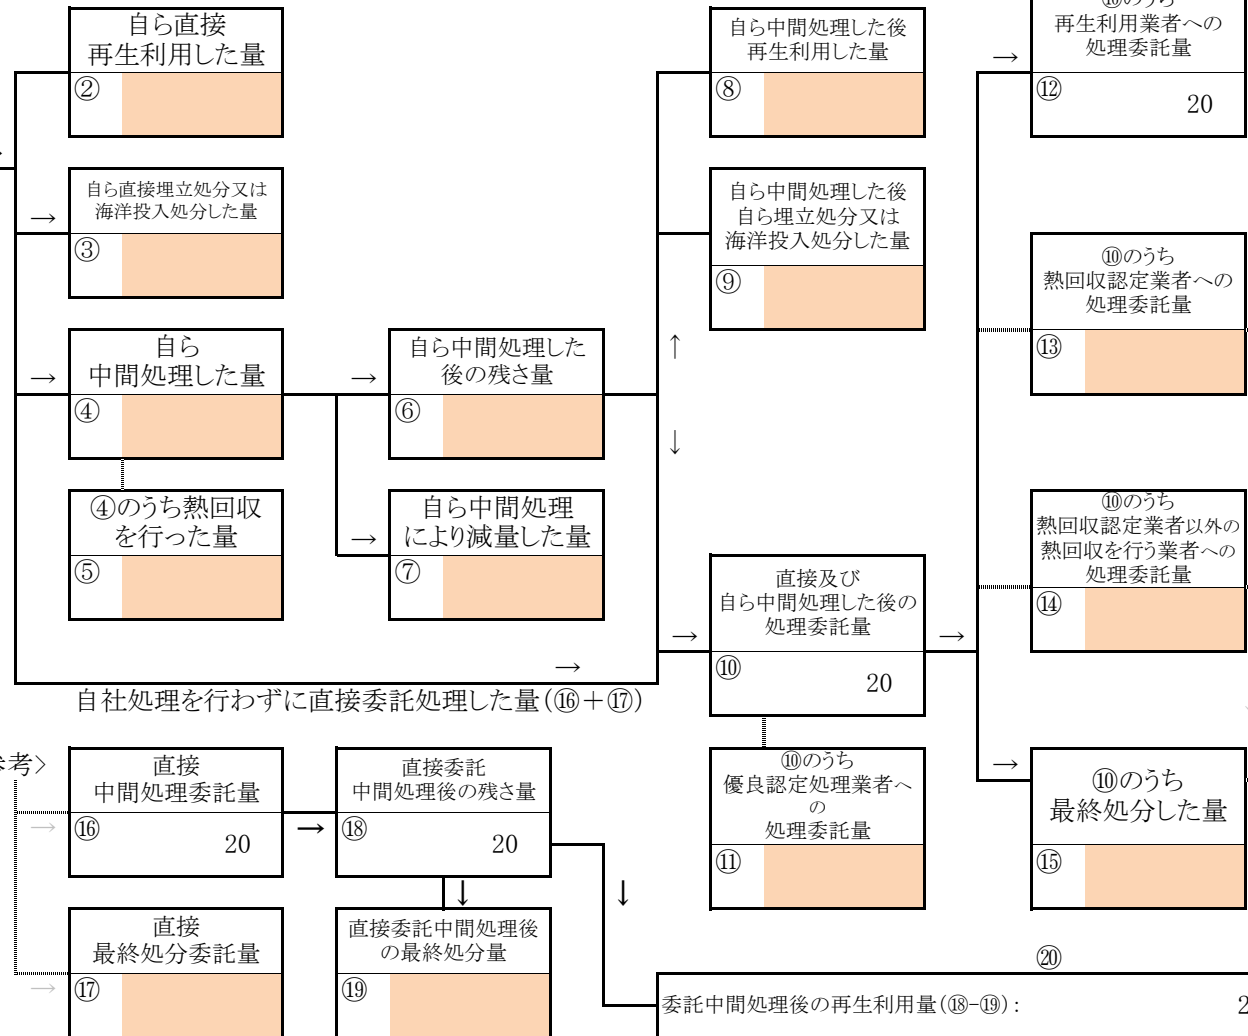 自ら直接
再生利用した量
②
自ら直接埋立処分又は
海洋投入処分した量
→
③
自ら
中間処理した量
→
④
④のうち熱回収
を行った量
⑤
自ら中間処理した
後の残さ量
→
⑥
自ら中間処理
により減量した量
→
⑦
自ら中間処理した後
再生利用した量
⑧
自ら中間処理した後
自ら埋立処分又は
海洋投入処分した量
⑨
↑
↓
直接及び
自ら中間処理した後の
処理委託量
→
→
⑩
20
⑩のうち
優良認定処理業者へ
の
処理委託量
⑪
⑩のうち
再生利用業者への
処理委託量
→
⑫
20
⑩のうち
熱回収認定業者への
処理委託量
⑬
⑩のうち
熱回収認定業者以外の
熱回収を行う業者への
処理委託量
⑭
⑩のうち
最終処分した量
→
⑮
→
自社処理を行わずに直接委託処理した量(⑯＋⑰)
考〉
直接
中間処理委託量
→
⑯
20
→
直接委託
中間処理後の残さ量
⑱
20
↓
↓
直接
最終処分委託量
→
⑰
直接委託中間処理後
の最終処分量
⑲
⑳
委託中間処理後の再生利用量(⑱-⑲)：
2